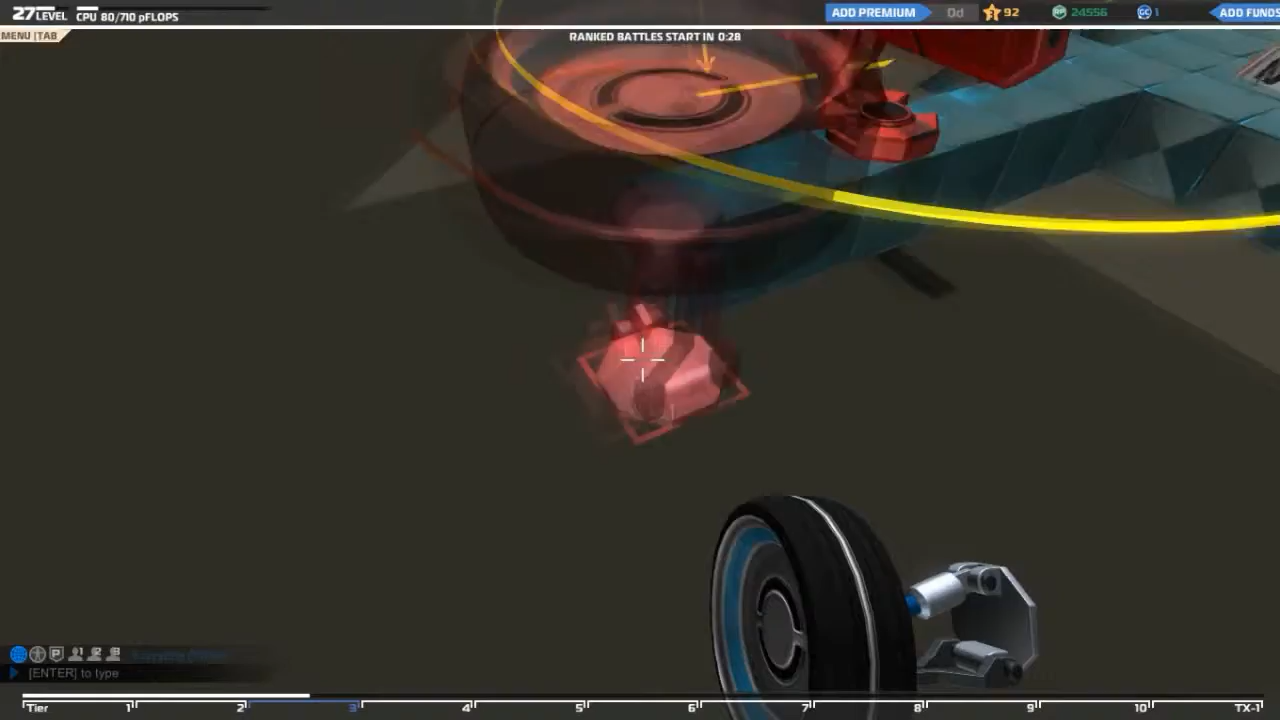 27 LEVEL CPU 80/710 pFLOPS
ADD PREMIUM 0d 92 24556 GC 1 ADD FUNDS
MENU [TAB
RANKED BATTLES START IN 0:28
[ENTER] to type
Tier 1 2 3 4 5 6 7 8 9 10 TX-1